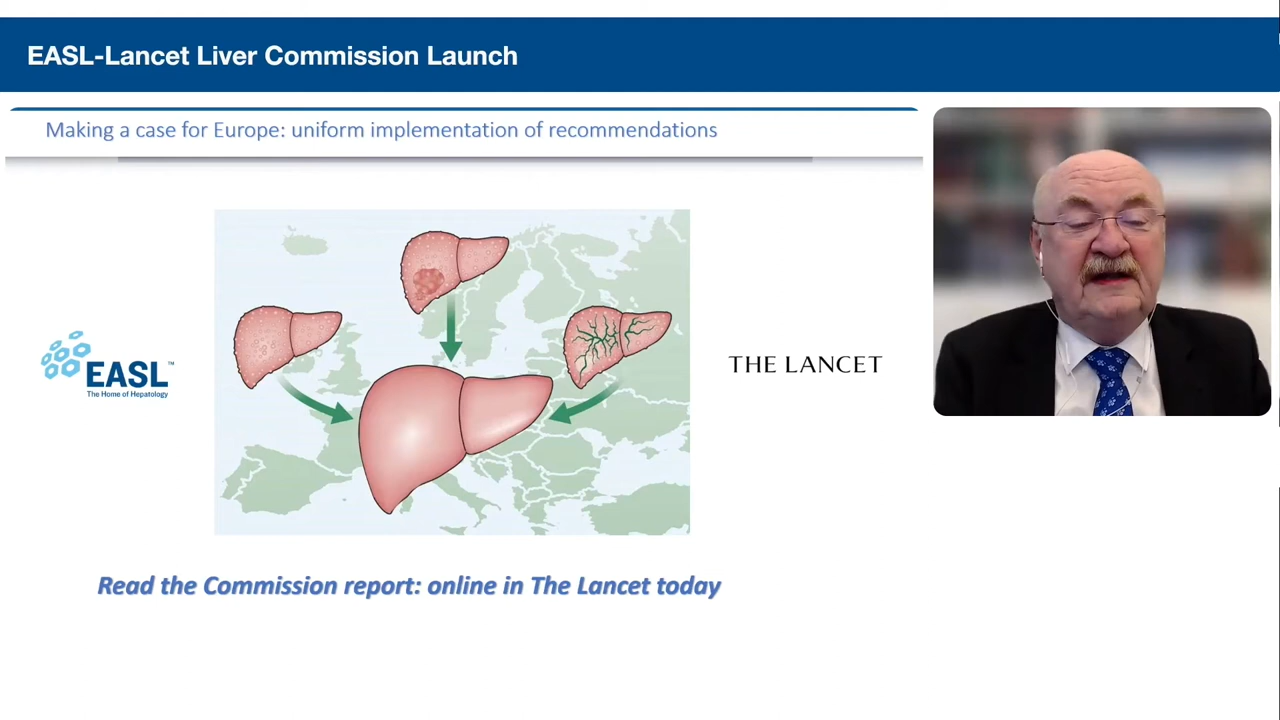 EASL-Lancet Liver Commission Launch
Making a case for Europe: uniform implementation of recommendations
EASL™
The Home of Hepatology
THE LANCET
Read the Commission report: online in The Lancet today